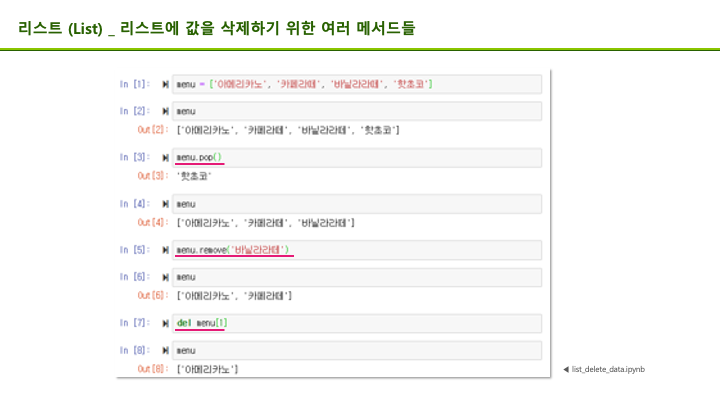 리스트 (List) _ 리스트에 값을 삭제하기 위한 여러 메서드들
In [1]: menu = ['아메리카노', '카페라떼', '바닐라라떼', '핫초코']
In [2]: menu
Out[2]: ['아메리카노', '카페라떼', '바닐라라떼', '핫초코']
In [3]: menu.pop()
Out[3]: '핫초코'
In [4]: menu
Out[4]: ['아메리카노', '카페라떼', '바닐라라떼']
In [5]: menu.remove('바닐라라떼')
In [6]: menu
Out[6]: ['아메리카노', '카페라떼']
In [7]: del menu[1]
In [8]: menu
Out[8]: ['아메리카노']
◀ list_delete_data.ipynb